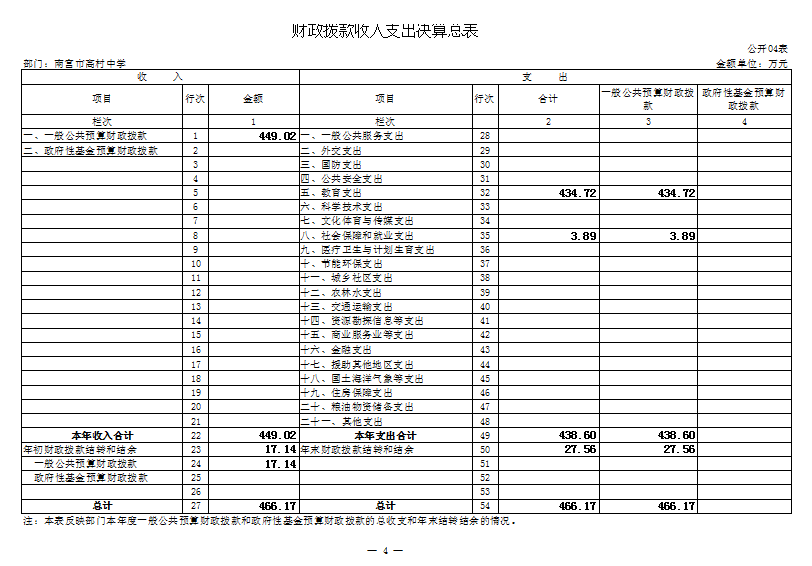 财政拨款收入支出决算总表
公开04表
部门：南宫市高村中学 金额单位：万元
收 入 支 出
项目 行次 金额 项目 行次 合计 一般公共预算财政拨款 政府性基金预算财政拨款
栏次 1 栏次 2 3 4
一、一般公共预算财政拨款 1 449.02 一、一般公共服务支出 28
二、政府性基金预算财政拨款 2 二、外交支出 29
3 三、国防支出 30
4 四、公共安全支出 31
5 五、教育支出 32 434.72 434.72
6 六、科学技术支出 33
7 七、文化体育与传媒支出 34
8 八、社会保障和就业支出 35 3.89 3.89
9 九、医疗卫生与计划生育支出 36
10 十、节能环保支出 37
11 十一、城乡社区支出 38
12 十二、农林水支出 39
13 十三、交通运输支出 40
14 十四、资源勘探信息等支出 41
15 十五、商业服务业等支出 42
16 十六、金融支出 43
17 十七、援助其他地区支出 44
18 十八、国土海洋气象等支出 45
19 十九、住房保障支出 46
20 二十、粮油物资储备支出 47
21 二十一、其他支出 48
本年收入合计 22 449.02 本年支出合计 49 438.60 438.60
年初财政拨款结转和结余 23 17.14 年末财政拨款结转和结余 50 27.56 27.56
一般公共预算财政拨款 24 17.14 51
政府性基金预算财政拨款 25 52
26 53
总计 27 466.17 总计 54 466.17 466.17
注：本表反映部门本年度一般公共预算财政拨款和政府性基金预算财政拨款的总收支和年末结转结余的情况。
— 4 —